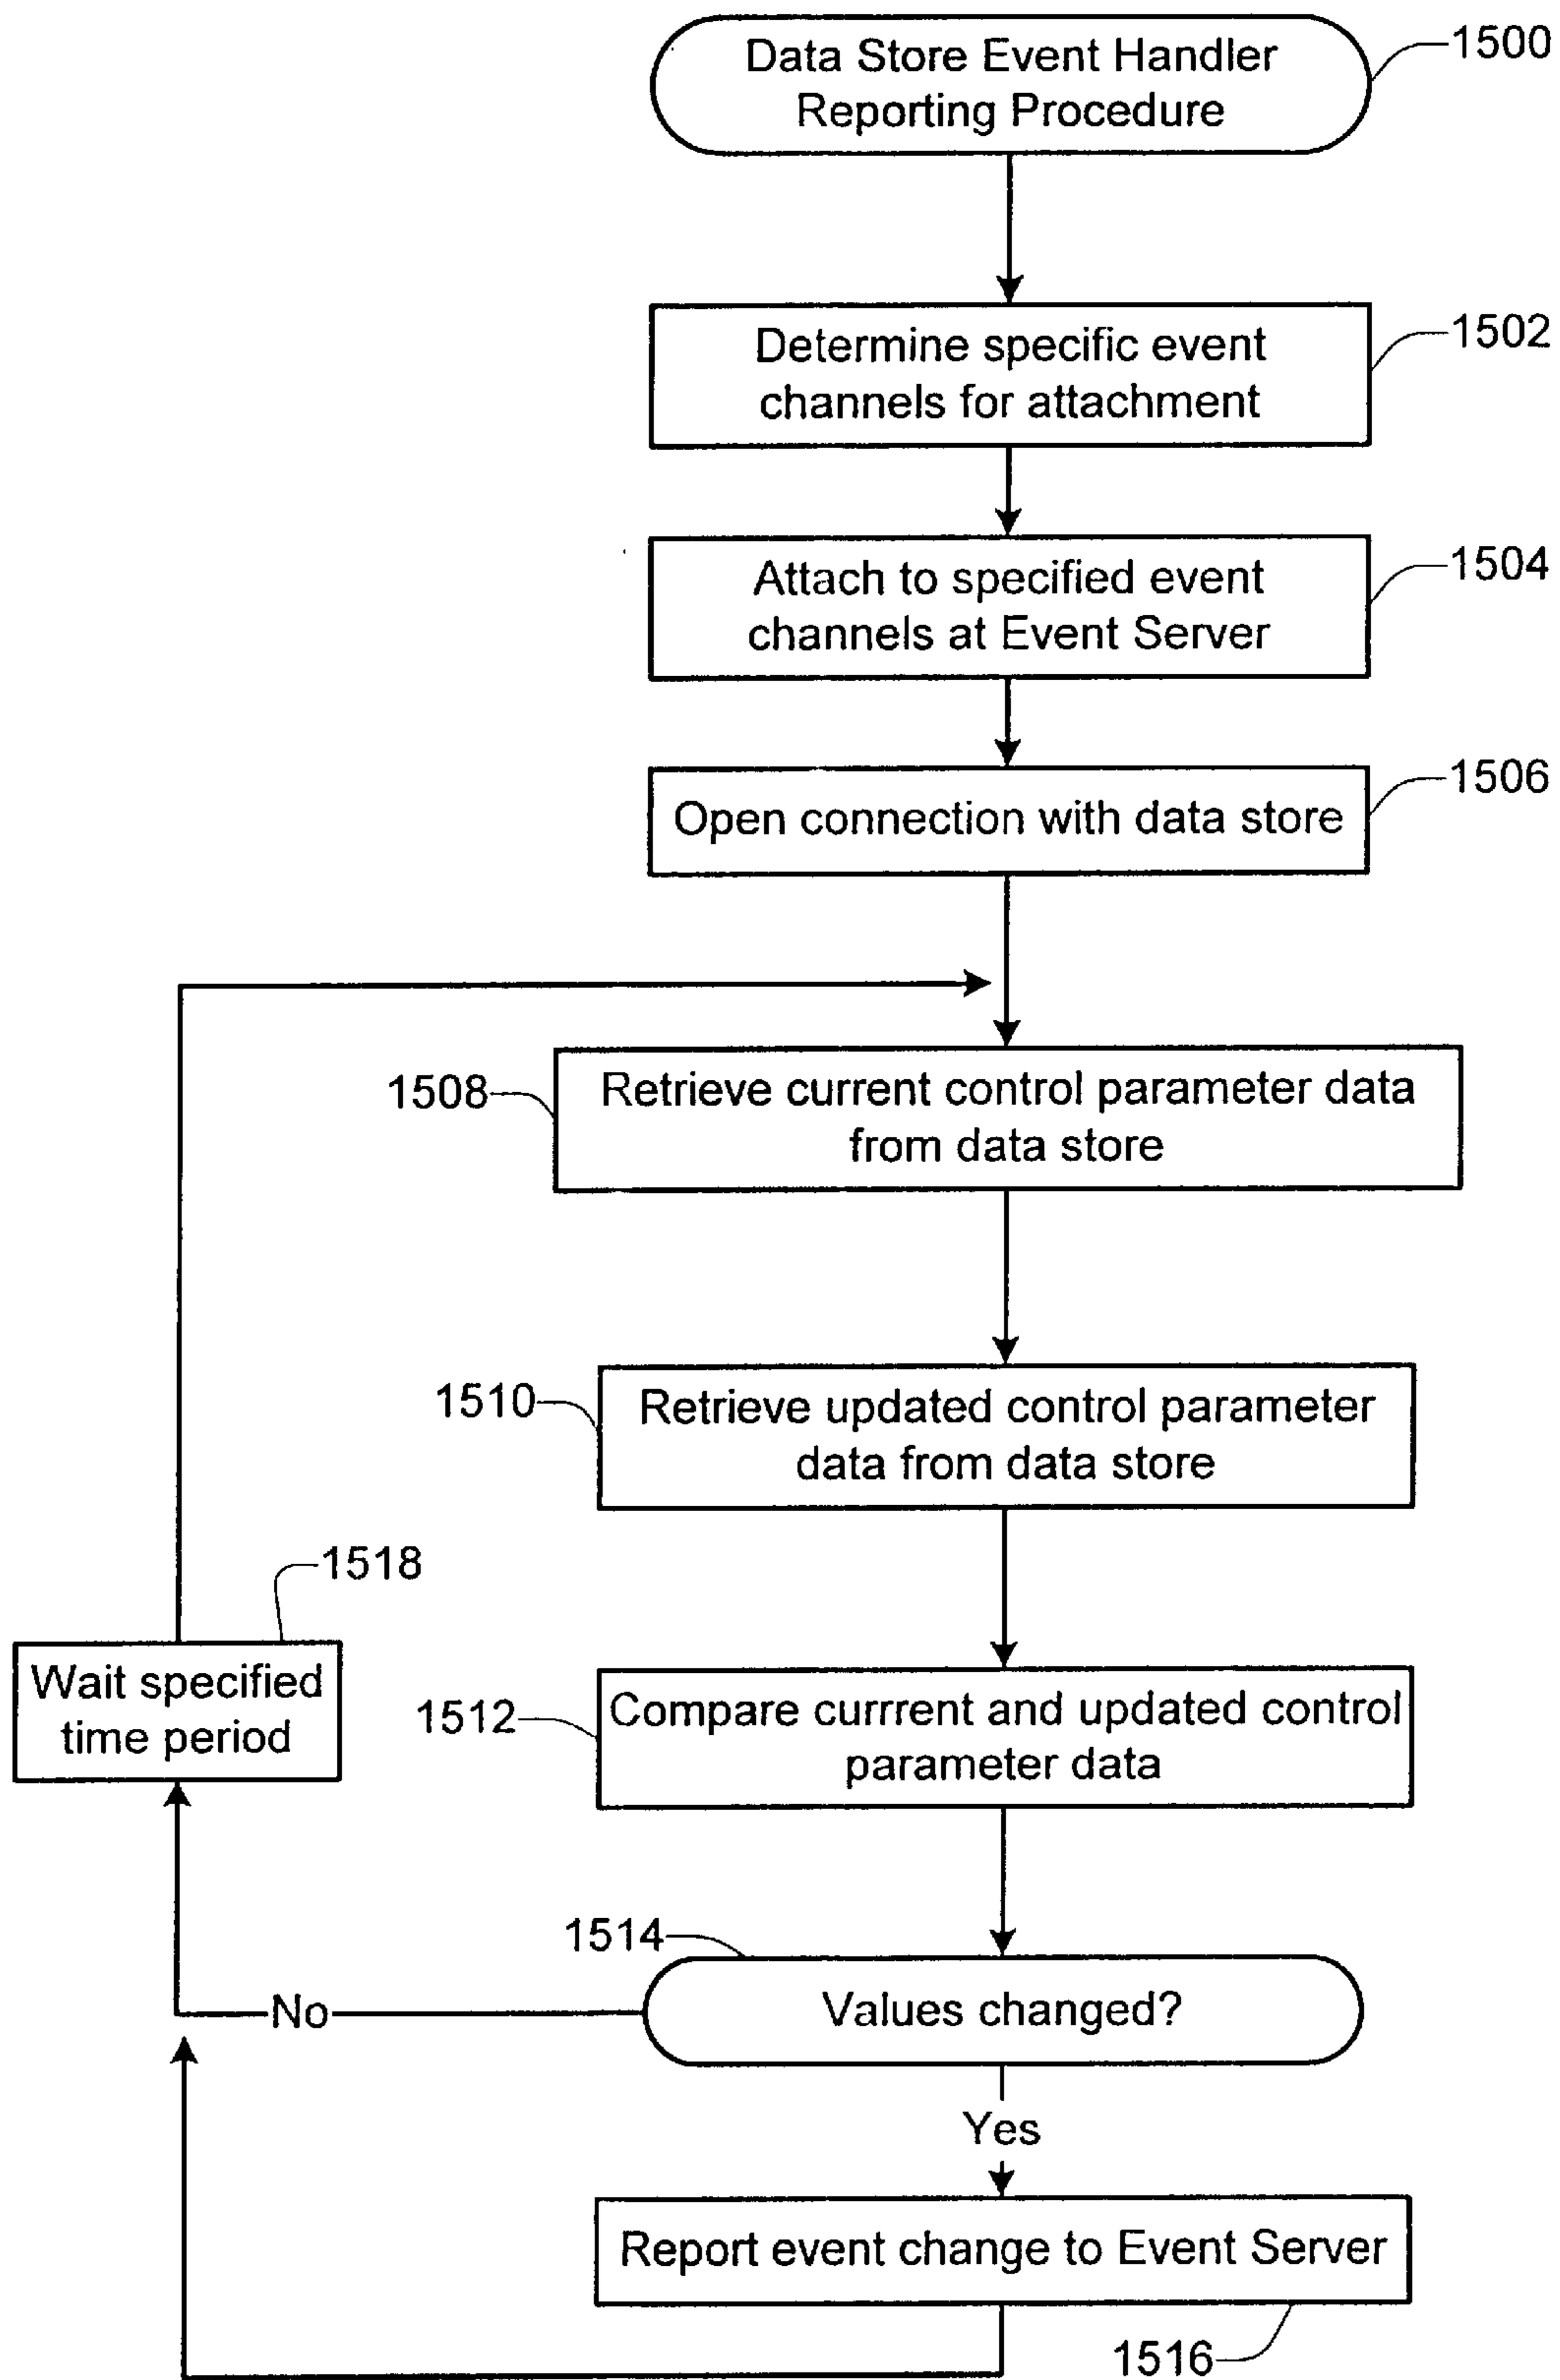 Data Store Event Handler
Reporting Procedure
1500
Determine specific event
channels for attachment
1502
Attach to specified event
channels at Event Server
1504
Open connection with data store
1506
1508
Retrieve current control parameter data
from data store
1510
Retrieve updated control parameter
data from data store
1518
Wait specified
time period
1512
Compare currrent and updated control
parameter data
1514
Values changed?
No
Yes
Report event change to Event Server
1516